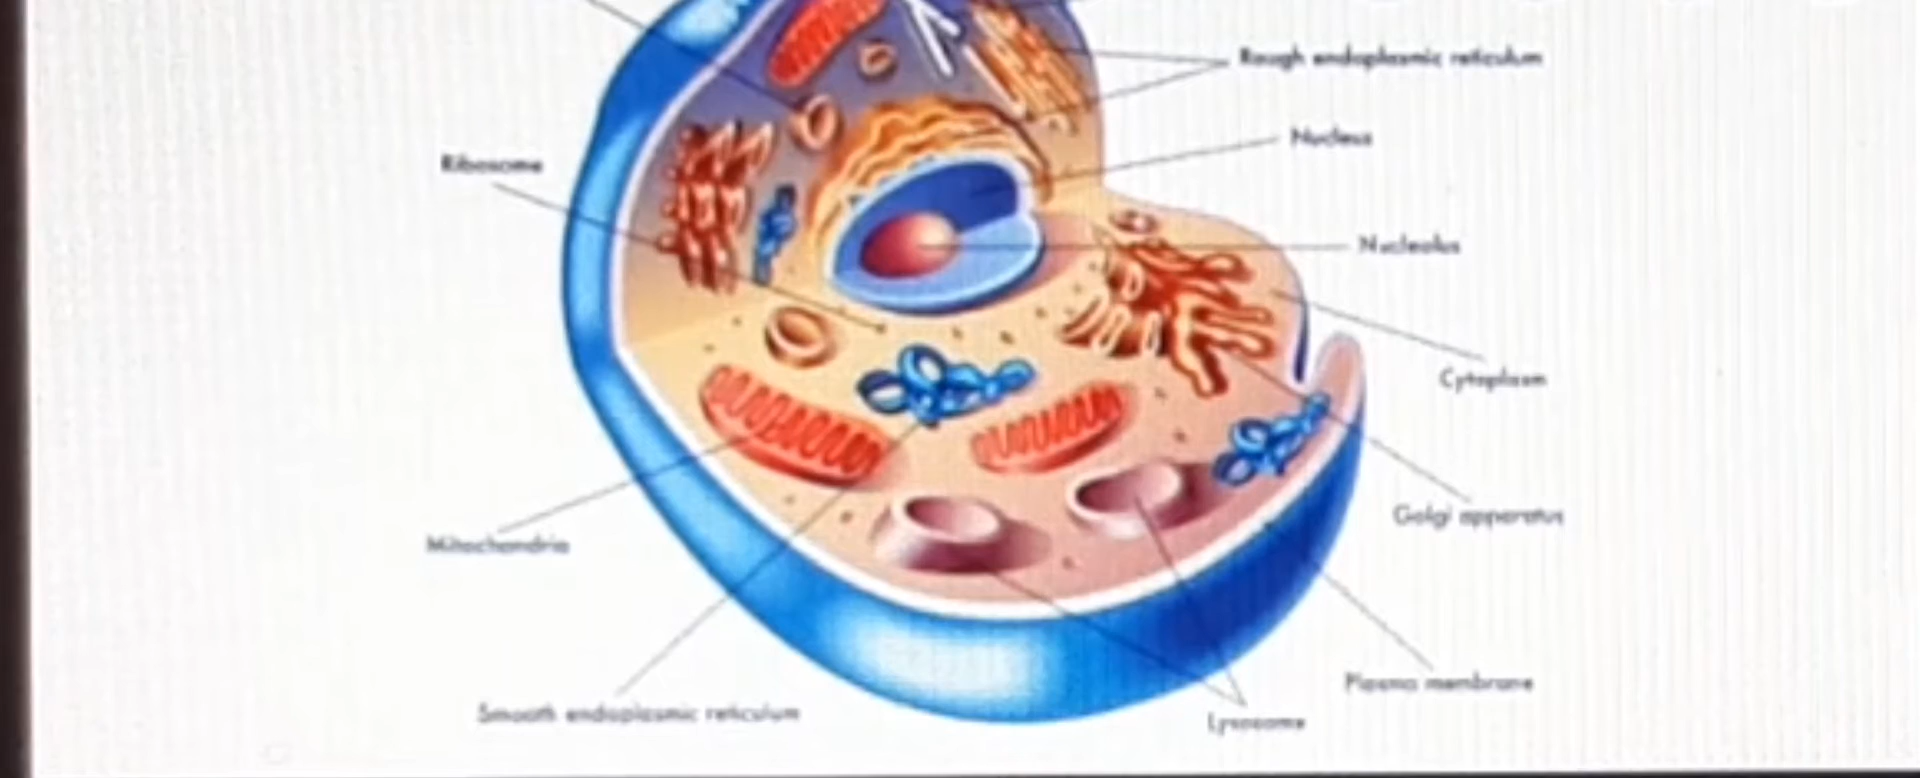 Rough endoplasmic reticulum
Nucleus
Ribosome
Nucleolus
Cytoplasm
Golgi apparatus
Mitochondria
Plasma membrane
Smooth endoplasmic reticulum
Lysosome